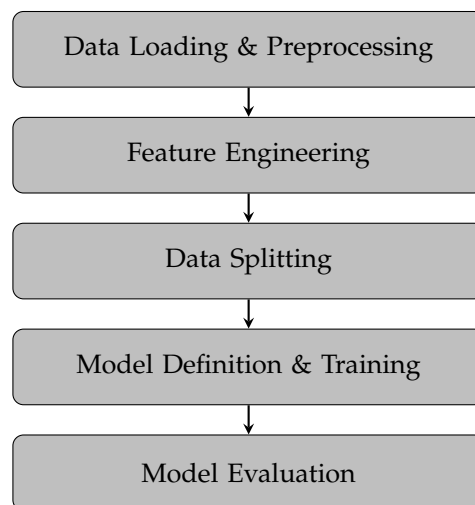 Data Loading & Preprocessing
Feature Engineering
Data Splitting
Model Definition & Training
Model Evaluation